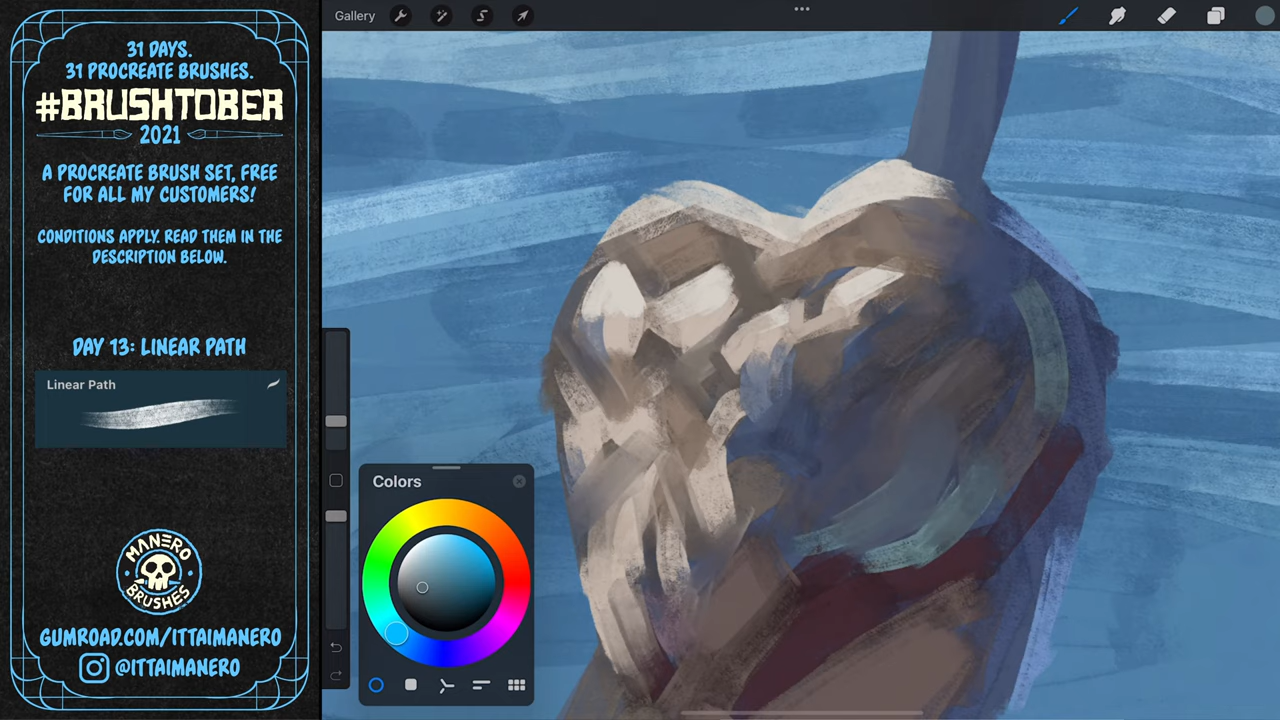 31 DAYS.
31 PROCREATE BRUSHES.
#BRUSHTOBER
2021
A PROCREATE BRUSH SET, FREE
FOR ALL MY CUSTOMERS!
CONDITIONS APPLY. READ THEM IN THE
DESCRIPTION BELOW.
DAY 13: LINEAR PATH
Linear Path
MANERO
BRUSHES
GUMROAD.COM/ITTAIMANERO
@ITTAIMANERO
Gallery
Colors